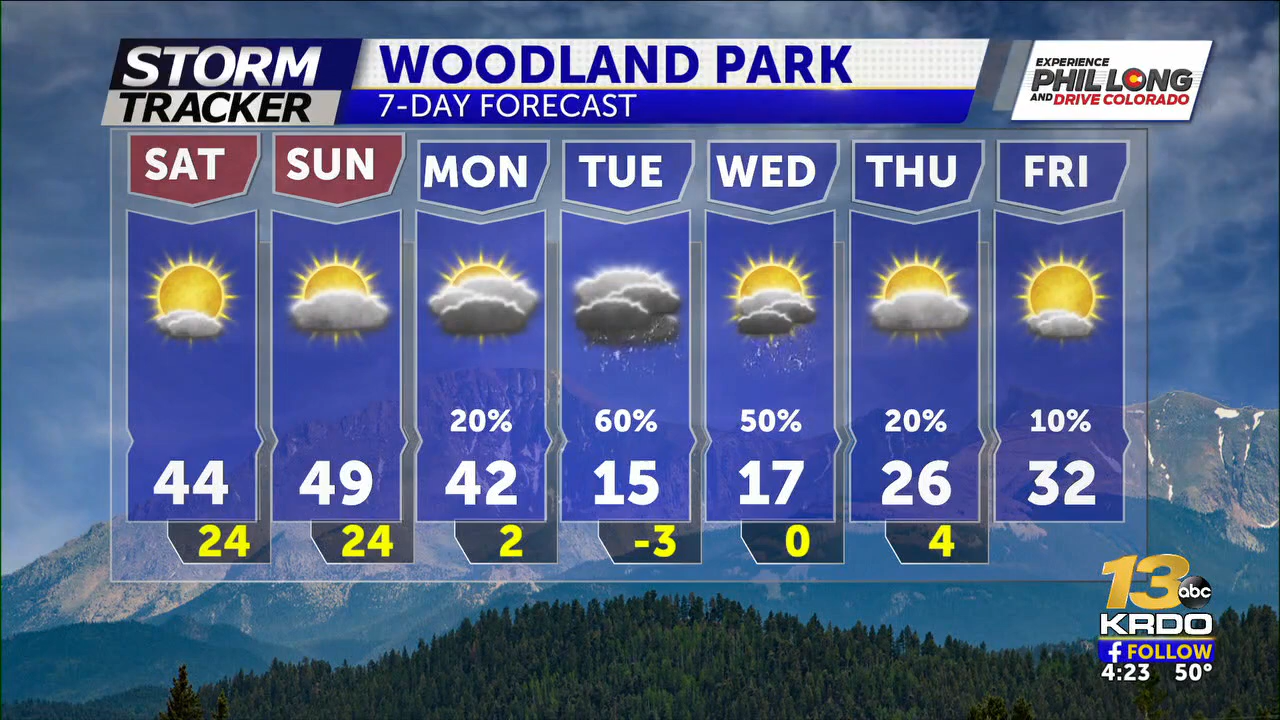 STORM
TRACKER
WOODLAND PARK
7-DAY FORECAST
EXPERIENCE
PHIL LONG
AND DRIVE COLORADO
SAT SUN MON TUE WED THU FRI
20% 60% 50% 20% 10%
44 49 42 15 17 26 32
24 24 2 -3 0 4
13 abc
KRDO
f FOLLOW
4:23 50°